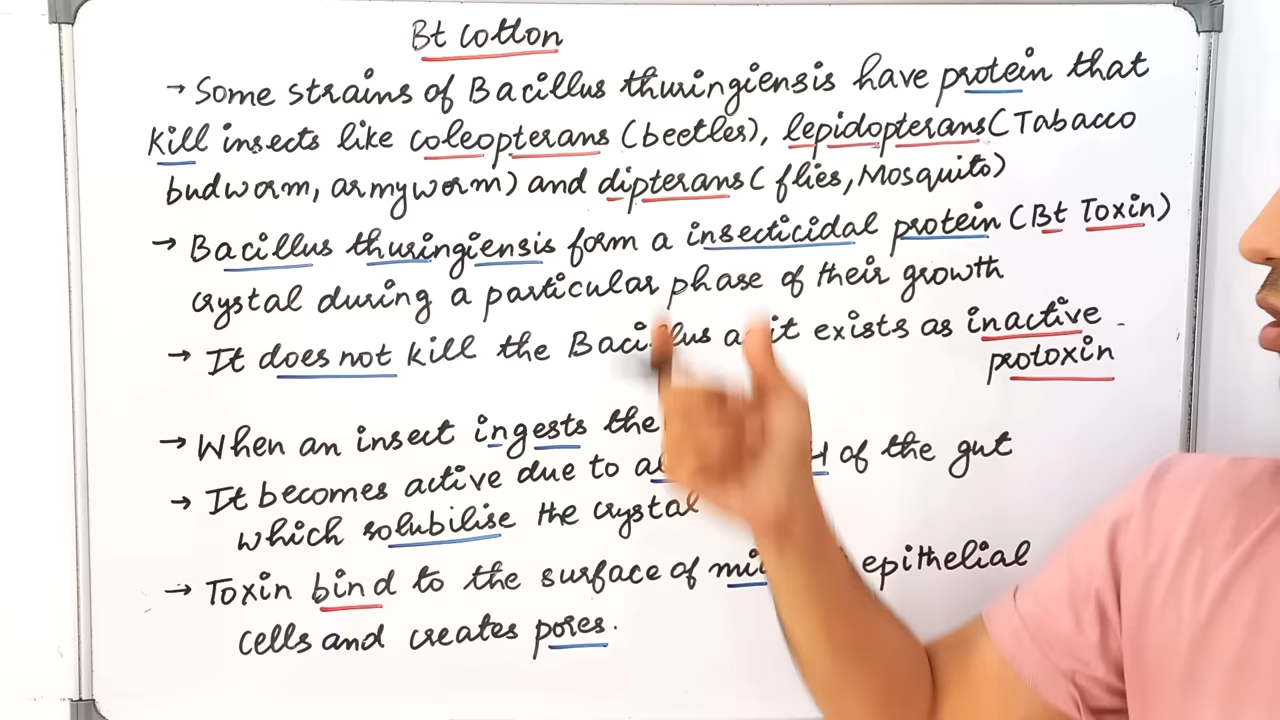 Bt cotton
→ Some strains of Bacillus thuringiensis have protein that
kill insects like coleopterans (beetles), lepidopterans (Tabacco
budworm, armyworm) and dipterans (flies, Mosquito)
→ Bacillus thuringiensis form a insecticidal protein (Bt Toxin)
crystal during a particular phase of their growth
→ It does not kill the Bacillus as it exists as inactive
protoxin
→ When an insect ingests the
→ It becomes active due to of the gut
which solubilise the crystal
→ Toxin bind to the surface of epithelial
cells and creates pores.